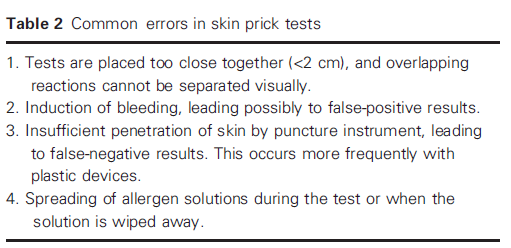 Table 2 Common errors in skin prick tests
1. Tests are placed too close together (<2 cm), and overlapping
reactions cannot be separated visually.
2. Induction of bleeding, leading possibly to false-positive results.
3. Insufficient penetration of skin by puncture instrument, leading
to false-negative results. This occurs more frequently with
plastic devices.
4. Spreading of allergen solutions during the test or when the
solution is wiped away.